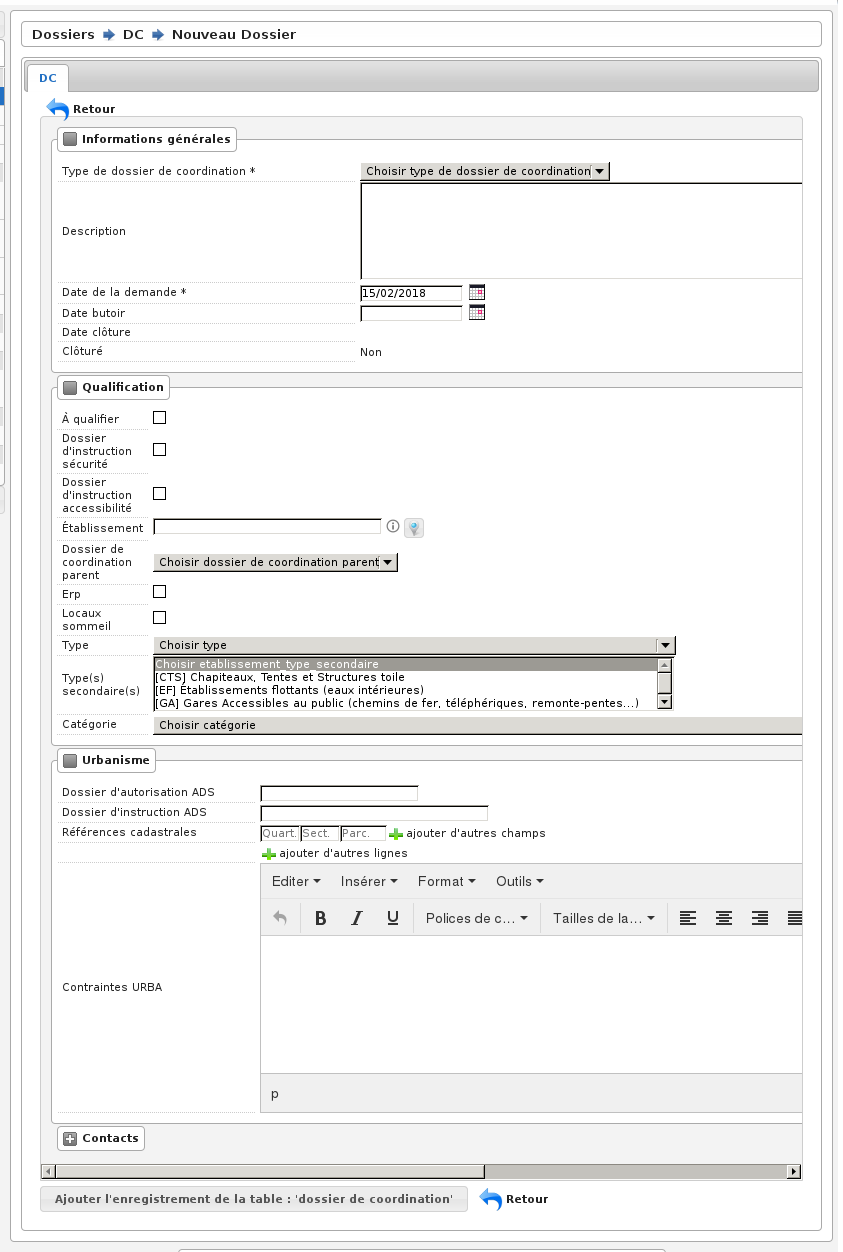 Dossiers DC Nouveau Dossier
DC
Retour
Informations générales
Type de dossier de coordination * Choisir type de dossier de coordination
Description
Date de la demande * 15/02/2018
Date butoir
Date clôture
Clôturé Non
Qualification
À qualifier
Dossier
d'instruction
sécurité
Dossier
d'instruction
accessibilité
Établissement
Dossier de
coordination
parent
Choisir dossier de coordination parent
Erp
Locaux
sommeil
Type Choisir type
Type(s)
secondaire(s)
Choisir etablissement_type_secondaire
[CTS] Chapiteaux, Tentes et Structures toile
[EF] Établissements flottants (eaux intérieures)
[GA] Gares Accessibles au public (chemins de fer, téléphériques, remonte-pentes...)
Catégorie Choisir catégorie
Urbanisme
Dossier d'autorisation ADS
Dossier d'instruction ADS
Références cadastrales Quart. Sect. Parc. ajouter d'autres champs
ajouter d'autres lignes
Editer Insérer Format Outils
B I U Polices de c... Tailles de la...
Contraintes URBA
p
Contacts
Ajouter l'enregistrement de la table : 'dossier de coordination' Retour